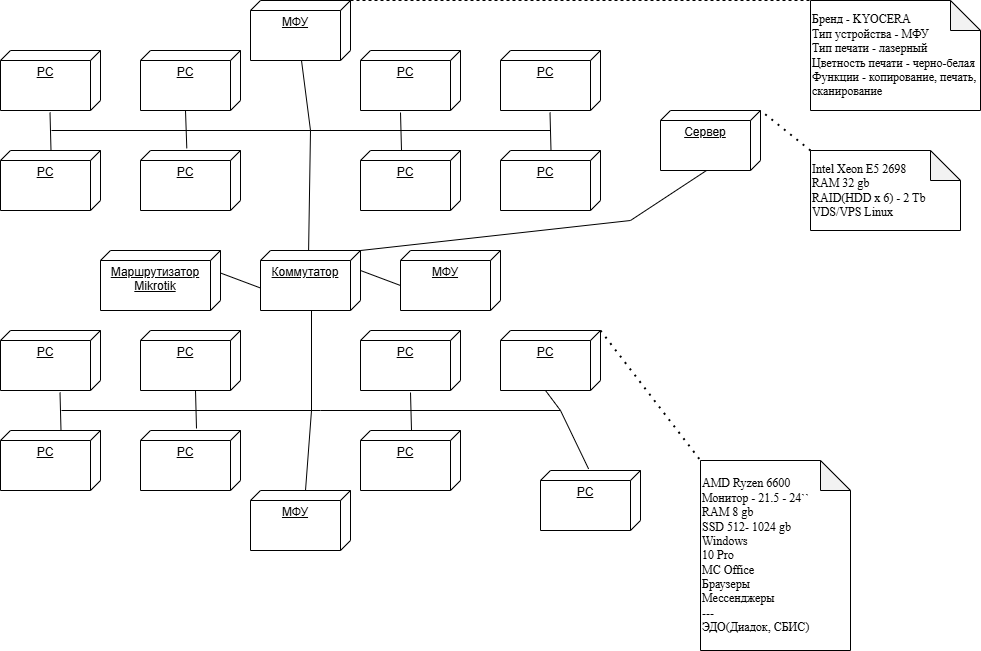 МФУ
Бренд - KYOCERA
Тип устройства - МФУ
Тип печати - лазерный
Цветность печати - черно-белая
Функции - копирование, печать,
сканирование
PC
PC
PC
PC
Сервер
PC
PC
PC
PC
Intel Xeon E5 2698
RAM 32 gb
RAID(HDD x 6) - 2 Tb
VDS/VPS Linux
Маршрутизатор
Mikrotik
Коммутатор
МФУ
PC
PC
PC
PC
PC
PC
PC
PC
МФУ
AMD Ryzen 6600
Монитор - 21.5 - 24``
RAM 8 gb
SSD 512- 1024 gb
Windows
10 Pro
MC Office
Браузеры
Мессенджеры
---
ЭДО(Диадок, СБИС)